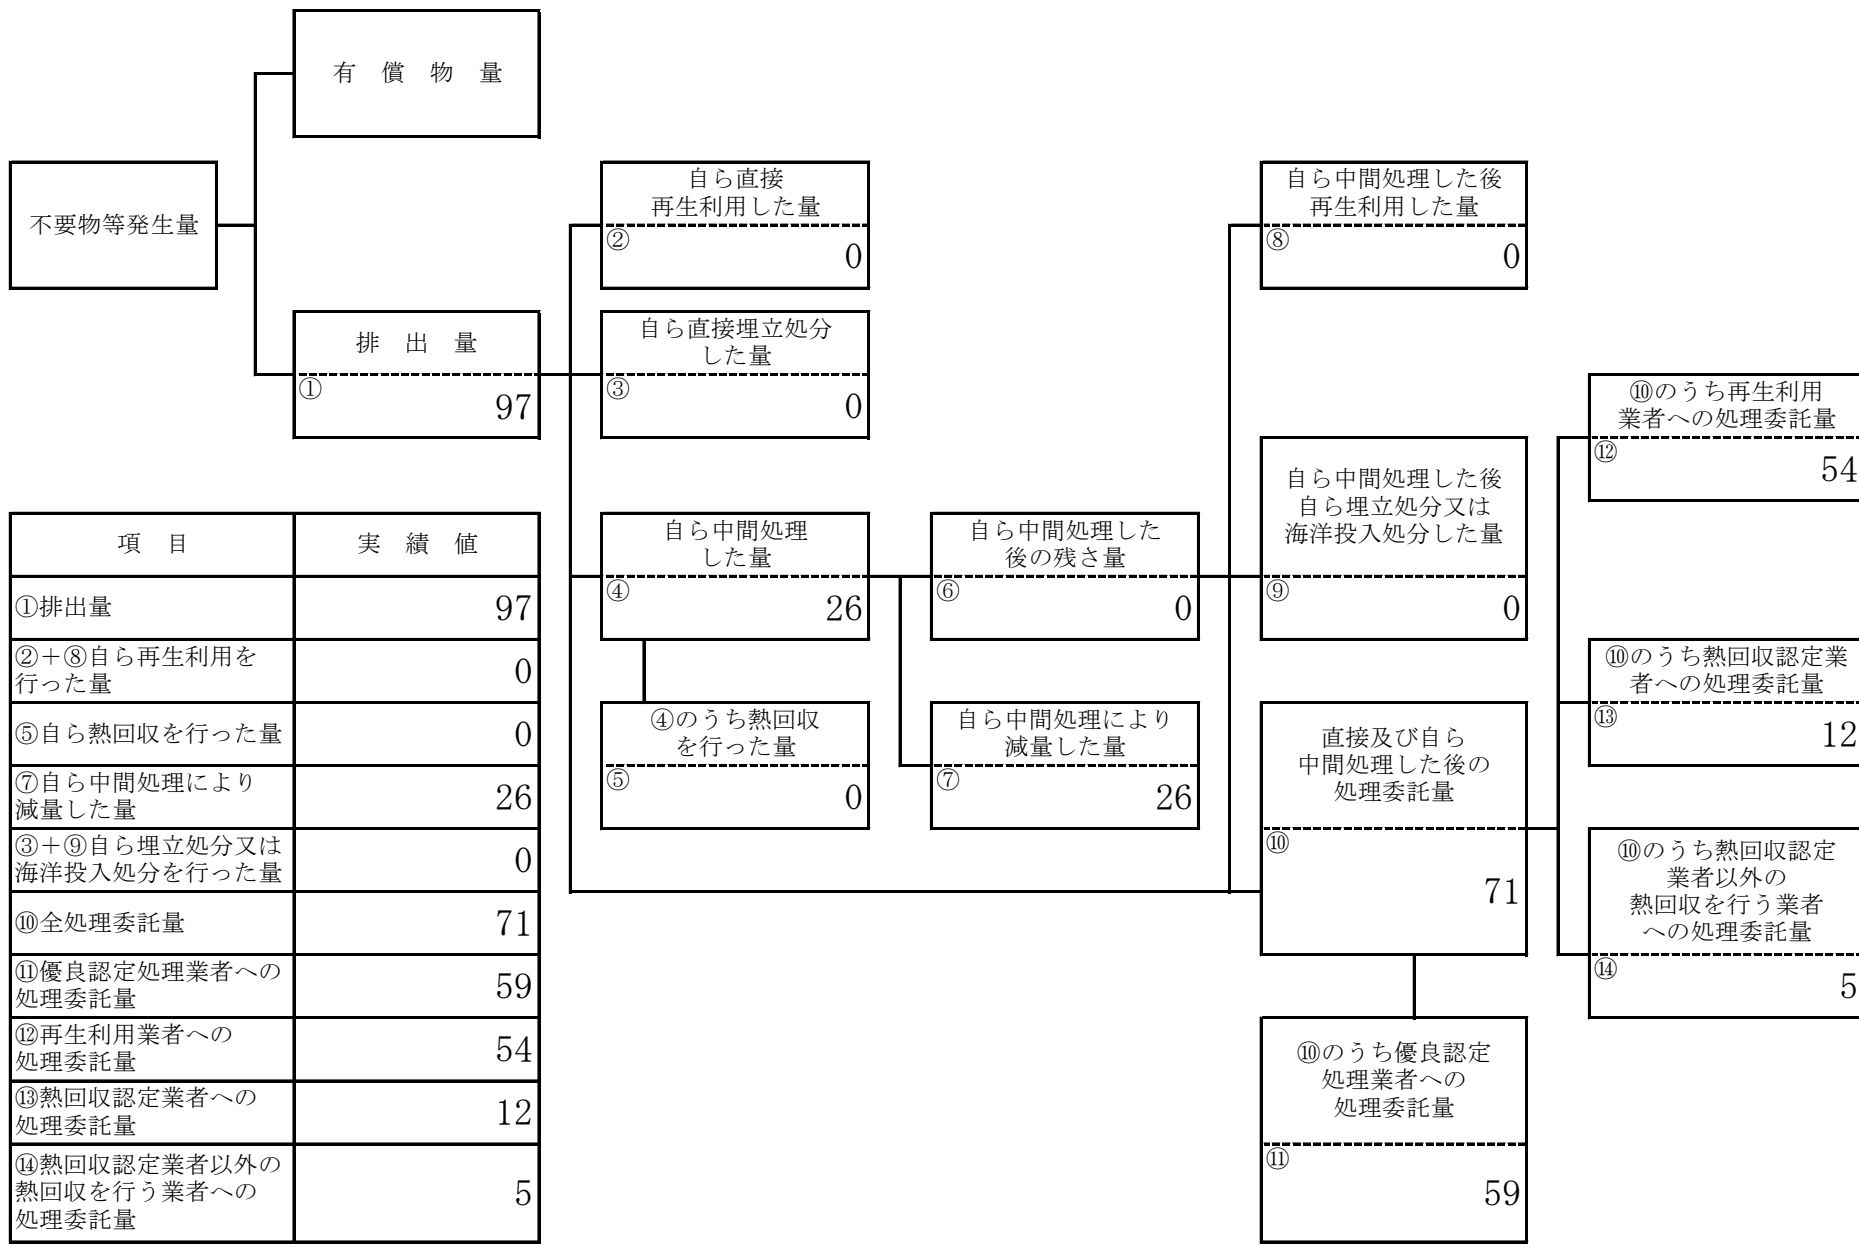 有 償 物 量
不要物等発生量
自ら直接
再生利用した量
②
0
自ら中間処理した後
再生利用した量
⑧
0
排 出 量
①
97
自ら直接埋立処分
した量
③
0
⑩のうち再生利用
業者への処理委託量
⑫
54
自ら中間処理した後
自ら埋立処分又は
海洋投入処分した量
⑨
0
自ら中間処理
した量
④
26
自ら中間処理した
後の残さ量
⑥
0
⑩のうち熱回収認定業
者への処理委託量
⑬
12
④のうち熱回収
を行った量
⑤
0
自ら中間処理により
減量した量
⑦
26
直接及び自ら
中間処理した後の
処理委託量
⑩
71
⑩のうち熱回収認定
業者以外の
熱回収を行う業者
への処理委託量
⑭
5
⑩のうち優良認定
処理業者への
処理委託量
⑪
59
項 目 実 績 値
①排出量 97
②+⑧自ら再生利用を
行った量 0
⑤自ら熱回収を行った量 0
⑦自ら中間処理により
減量した量 26
③+⑨自ら埋立処分又は
海洋投入処分を行った量 0
⑩全処理委託量 71
⑪優良認定処理業者への
処理委託量 59
⑫再生利用業者への
処理委託量 54
⑬熱回収認定業者への
処理委託量 12
⑭熱回収認定業者以外の
熱回収を行う業者への
処理委託量 5